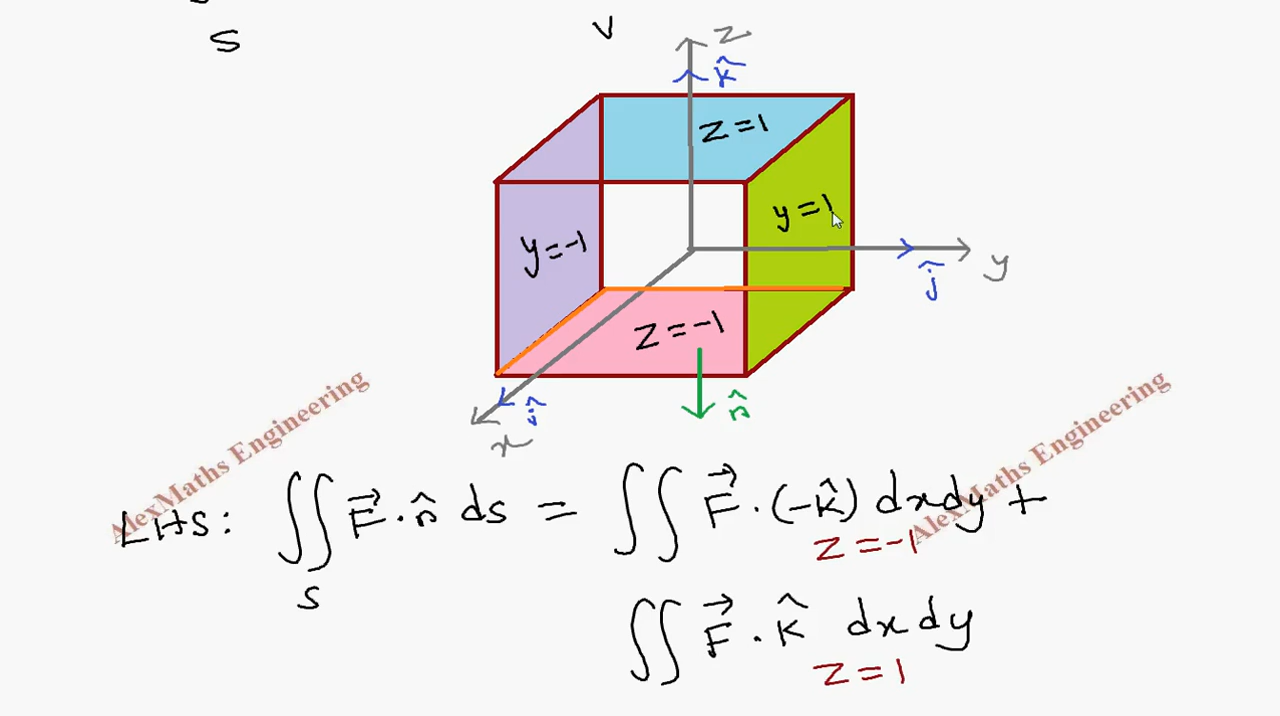 S
V
z
k̂
z=1
y=1
y=-1
ĵ
y
z=-1
n̂
î
x
AlexMaths Engineering
AlexMaths Engineering
LHS: ∬ F⃗ · n̂ ds = ∬ F⃗ · (-k̂) dxdy +
S
z=-1
∬ F⃗ · k̂ dxdy
z=1